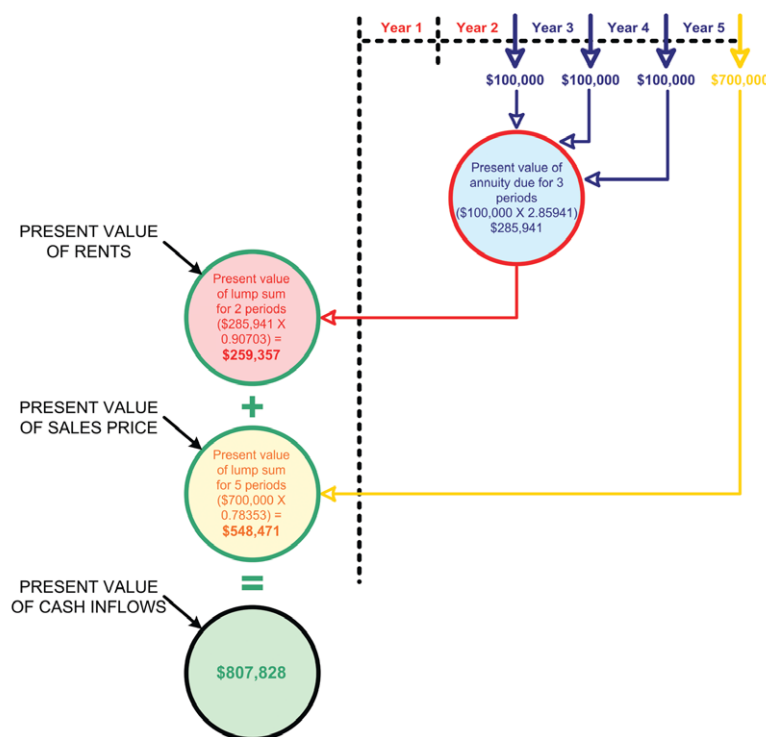 Year 1
Year 2
Year 3
Year 4
Year 5
$100,000
$100,000
$100,000
$700,000
Present value of
annuity due for 3
periods
($100,000 X 2.85941)
$285,941
PRESENT VALUE
OF RENTS
Present value
of lump sum
for 2 periods
($285,941 X
0.90703) =
$259,357
+
PRESENT VALUE
OF SALES PRICE
Present value
of lump sum
for 5 periods
($700,000 X
0.78353) =
$548,471
=
PRESENT VALUE
OF CASH INFLOWS
$807,828